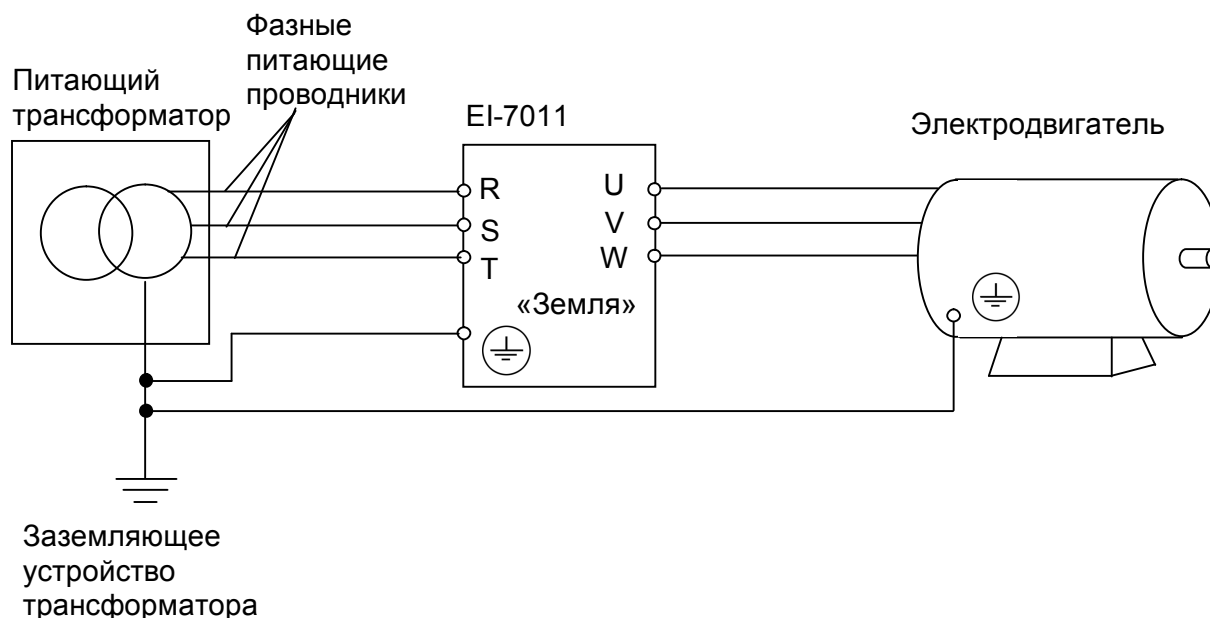 Фазные
питающие
проводники
Питающий
трансформатор
EI-7011
Электродвигатель
R
S
T
U
V
W
«Земля»
Заземляющее
устройство
трансформатора